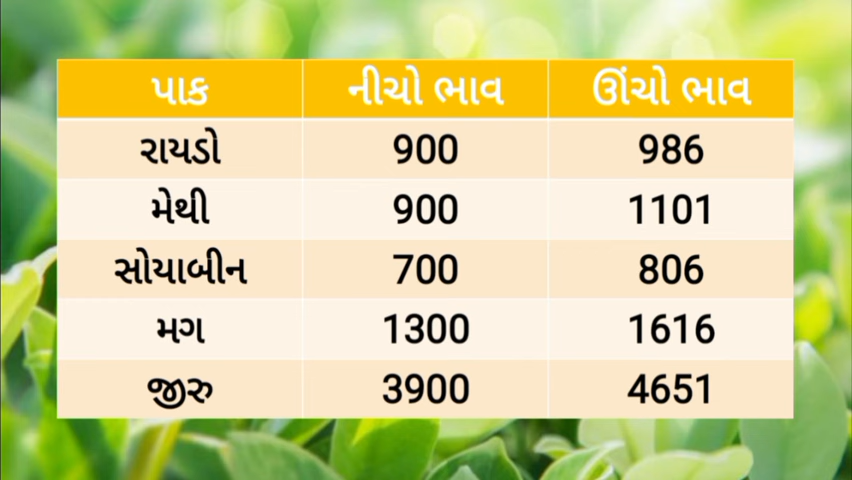 પાક નીચો ભાવ ઊંચો ભાવ
રાયડો 900 986
મેથી 900 1101
સોયાબીન 700 806
મગ 1300 1616
જીરુ 3900 4651